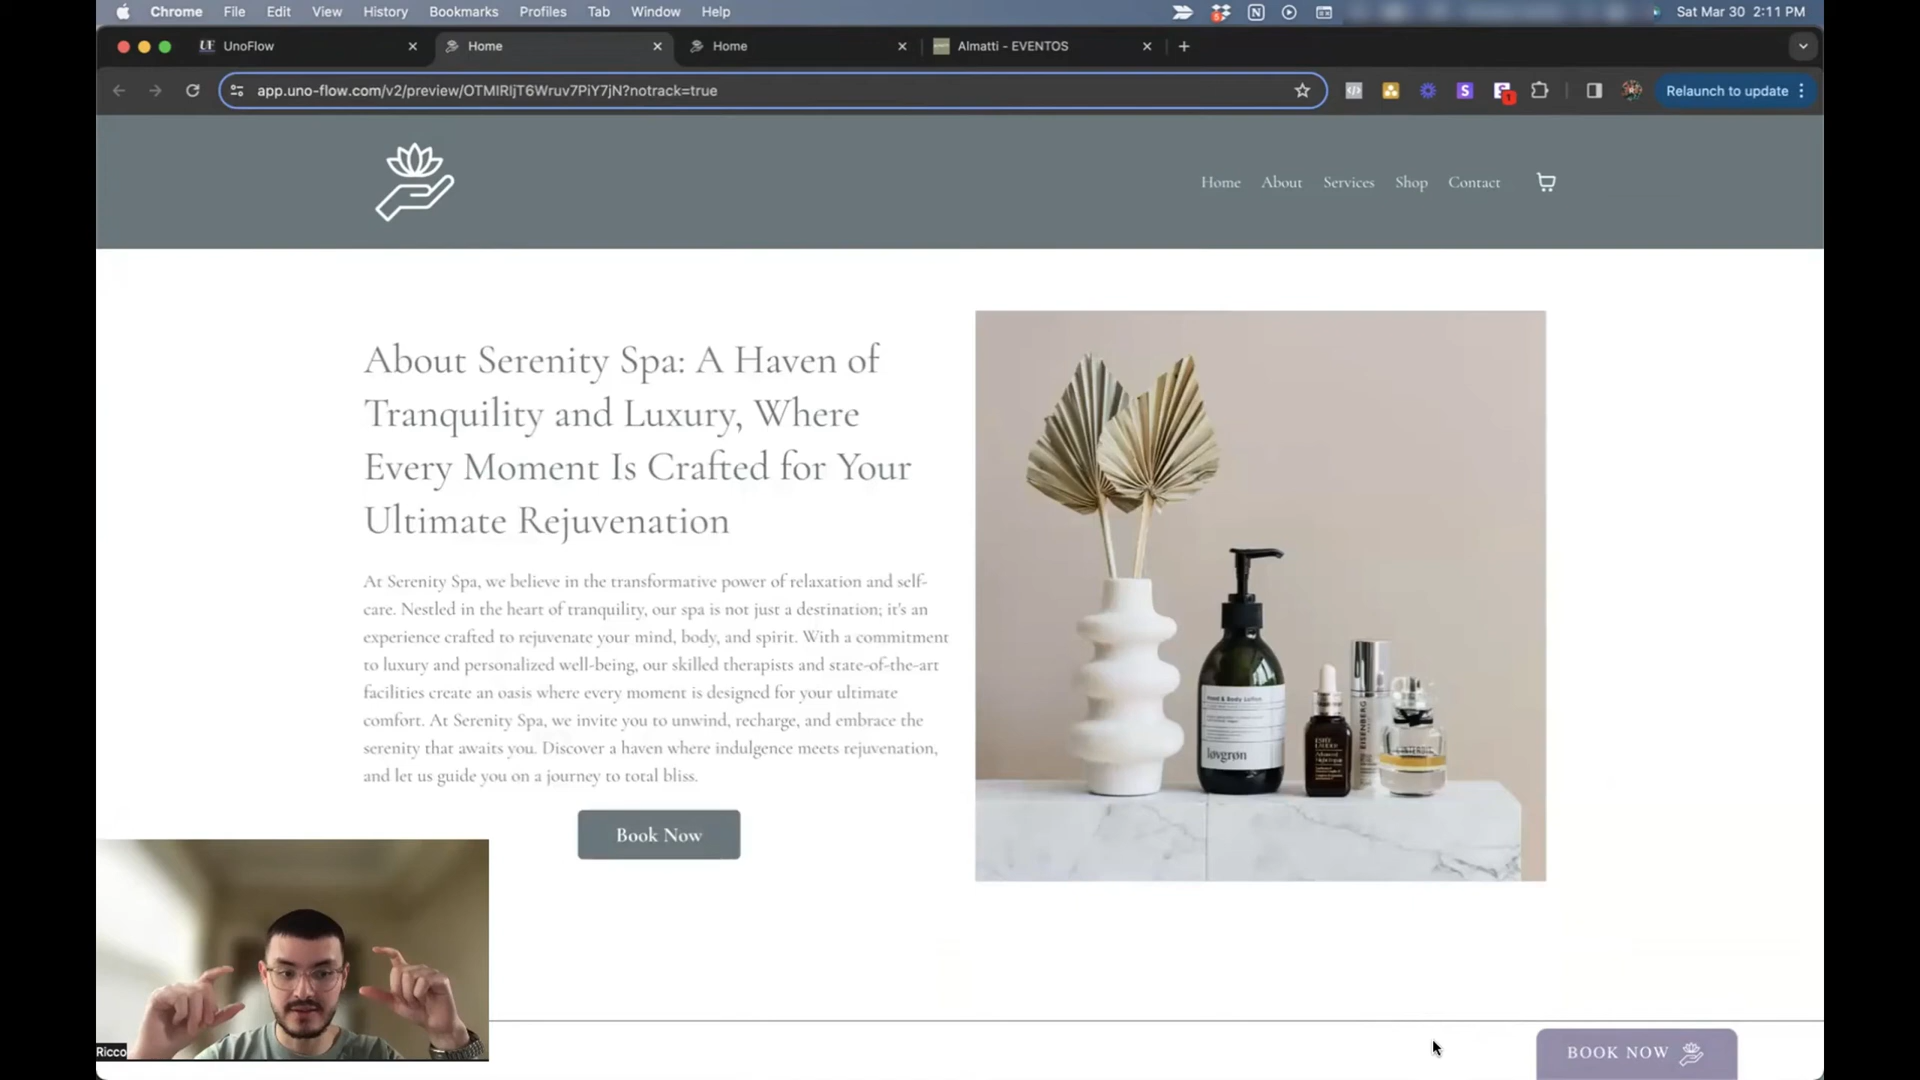 Chrome File Edit View History Bookmarks Profiles Tab Window Help Sat Mar 30 2:11 PM
UF UnoFlow Home Home Almatti - EVENTOS
app.uno-flow.com/v2/preview/OTMIRIjT6Wruv7PiY7jN?notrack=true S 1 Relaunch to update
Home About Services Shop Contact
About Serenity Spa: A Haven of
Tranquility and Luxury, Where
Every Moment Is Crafted for Your
Ultimate Rejuvenation
At Serenity Spa, we believe in the transformative power of relaxation and self-
care. Nestled in the heart of tranquility, our spa is not just a destination; it's an
experience crafted to rejuvenate your mind, body, and spirit. With a commitment
to luxury and personalized well-being, our skilled therapists and state-of-the-art
facilities create an oasis where every moment is designed for your ultimate
comfort. At Serenity Spa, we invite you to unwind, recharge, and embrace the
serenity that awaits you. Discover a haven where indulgence meets rejuvenation,
and let us guide you on a journey to total bliss.
Book Now
Hand & Body Lotion
løvgrøn
EISENBERG
L'INTERDIT
Ricco
BOOK NOW